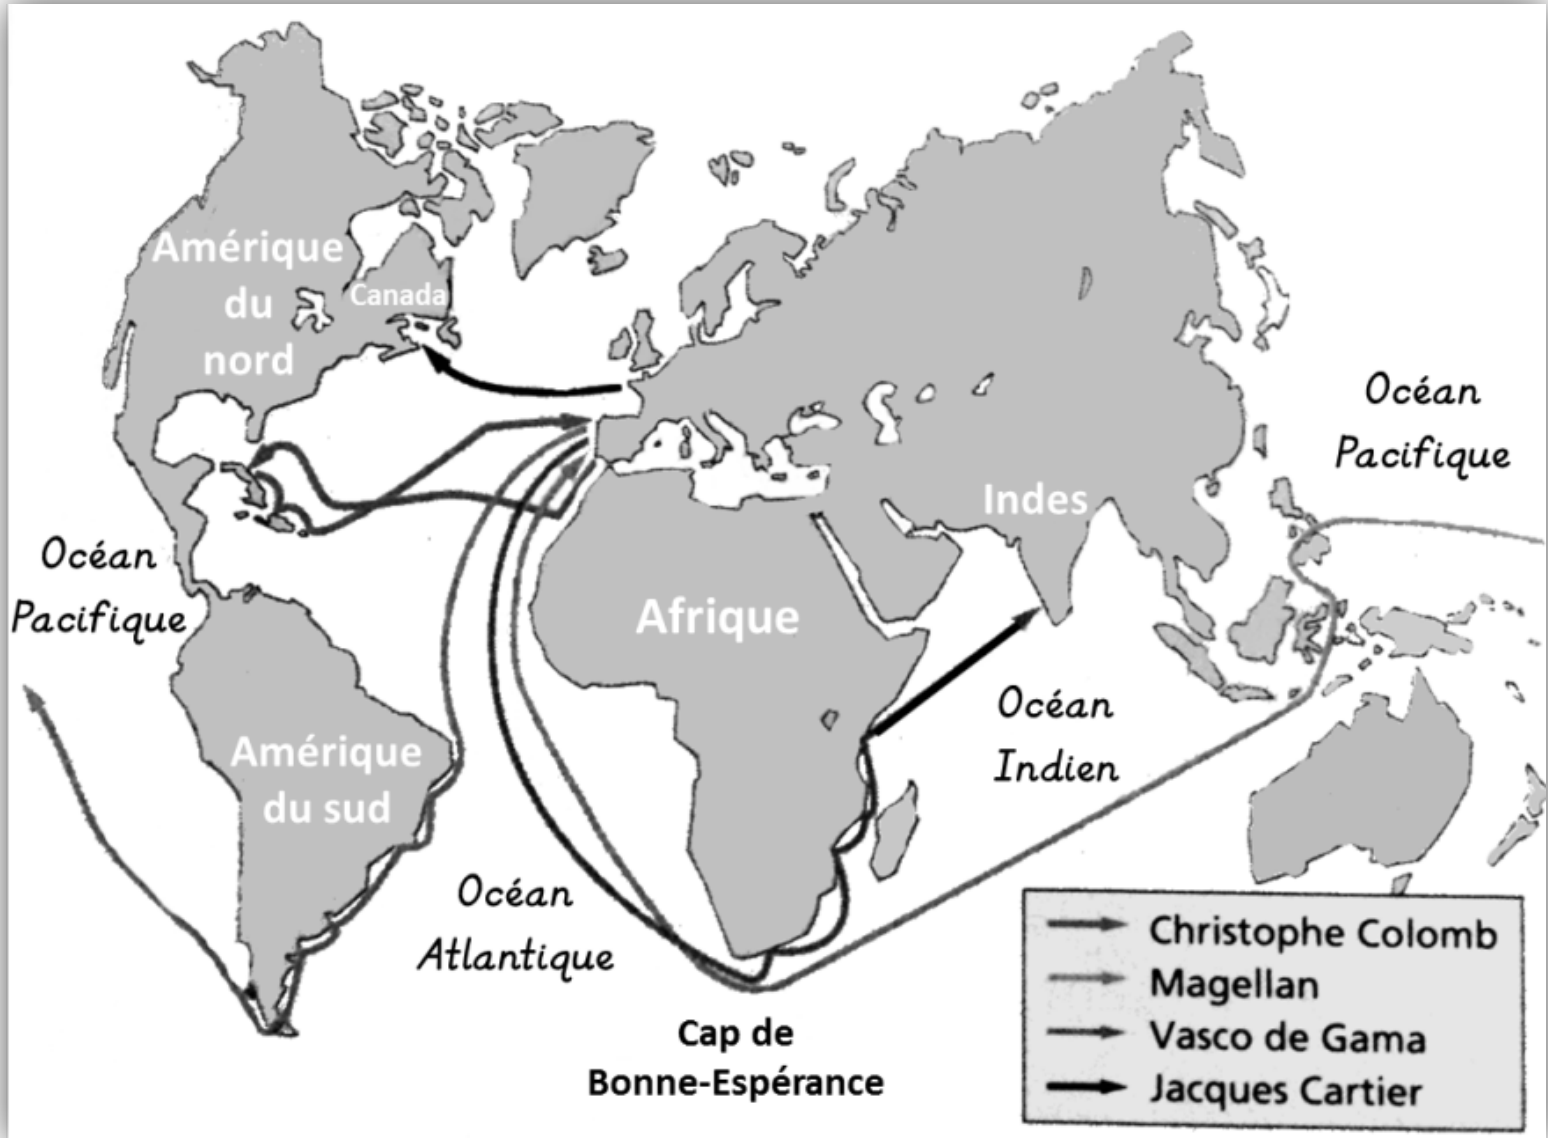 Amérique
du
nord
Canada
Océan
Pacifique
Indes
Océan
Pacifique
Afrique
Océan
Indien
Amérique
du sud
Océan
Atlantique
Cap de
Bonne-Espérance
Christophe Colomb
Magellan
Vasco de Gama
Jacques Cartier